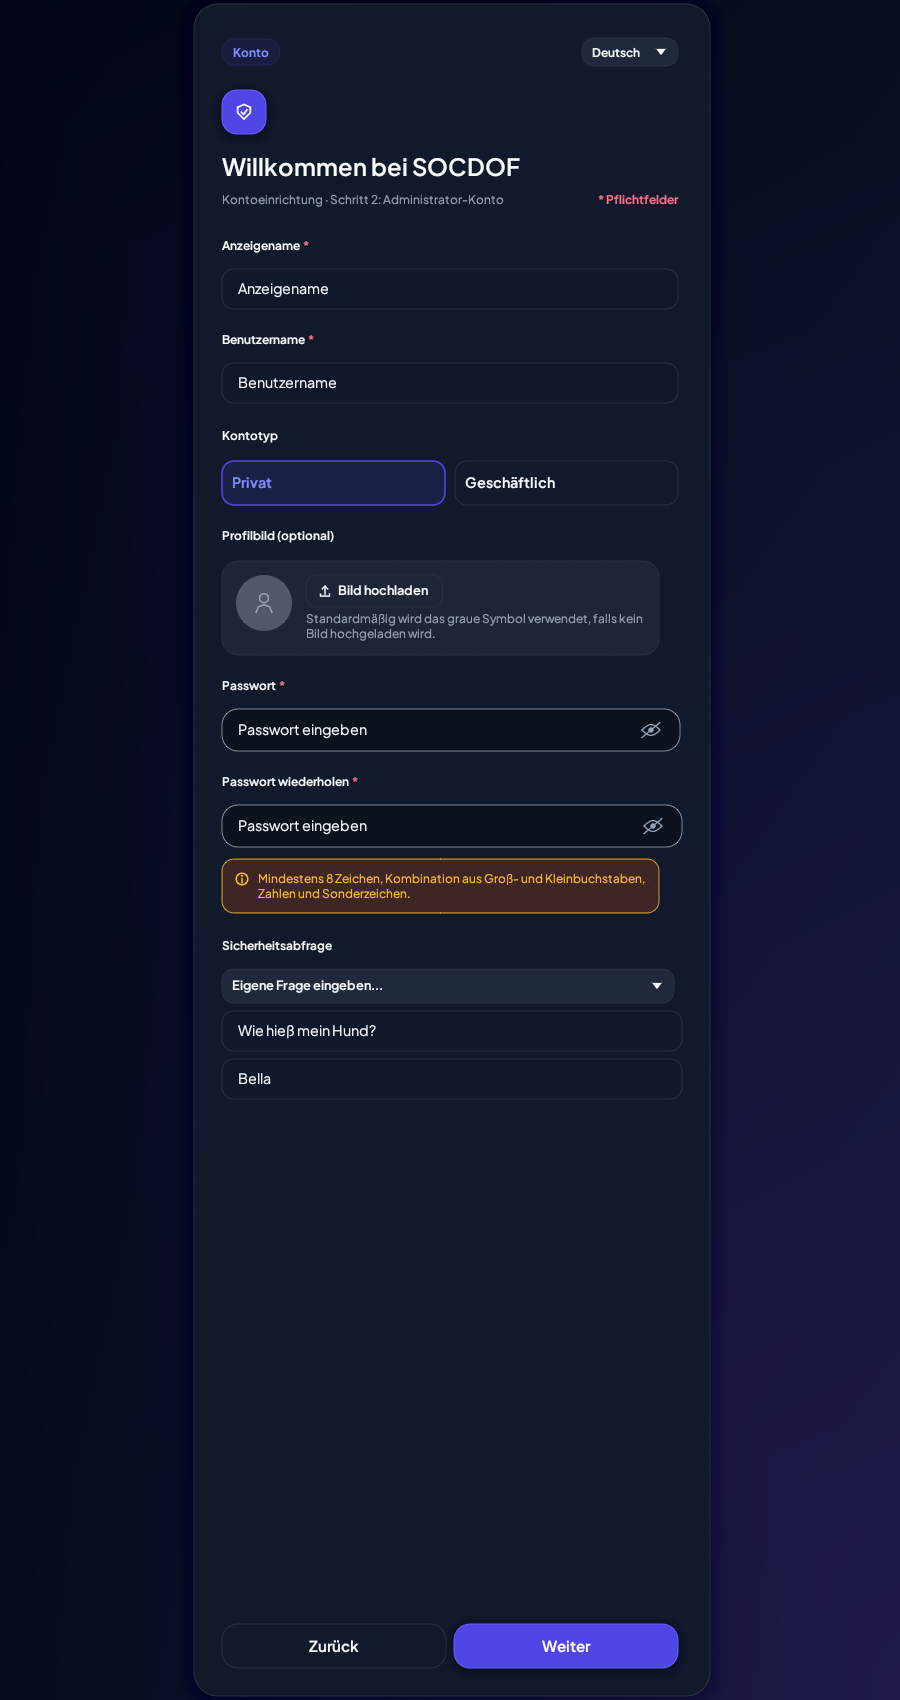 Konto
Deutsch
Willkommen bei SOCDOF
Kontoeinrichtung · Schritt 2: Administrator-Konto
* Pflichtfelder
Anzeigename *
Anzeigename
Benutzername *
Benutzername
Kontotyp
Privat
Geschäftlich
Profilbild (optional)
Bild hochladen
Standardmäßig wird das graue Symbol verwendet, falls kein
Bild hochgeladen wird.
Passwort *
Passwort eingeben
Passwort wiederholen *
Passwort eingeben
Mindestens 8 Zeichen, Kombination aus Groß- und Kleinbuchstaben,
Zahlen und Sonderzeichen.
Sicherheitsabfrage
Eigene Frage eingeben...
Wie hieß mein Hund?
Bella
Zurück
Weiter